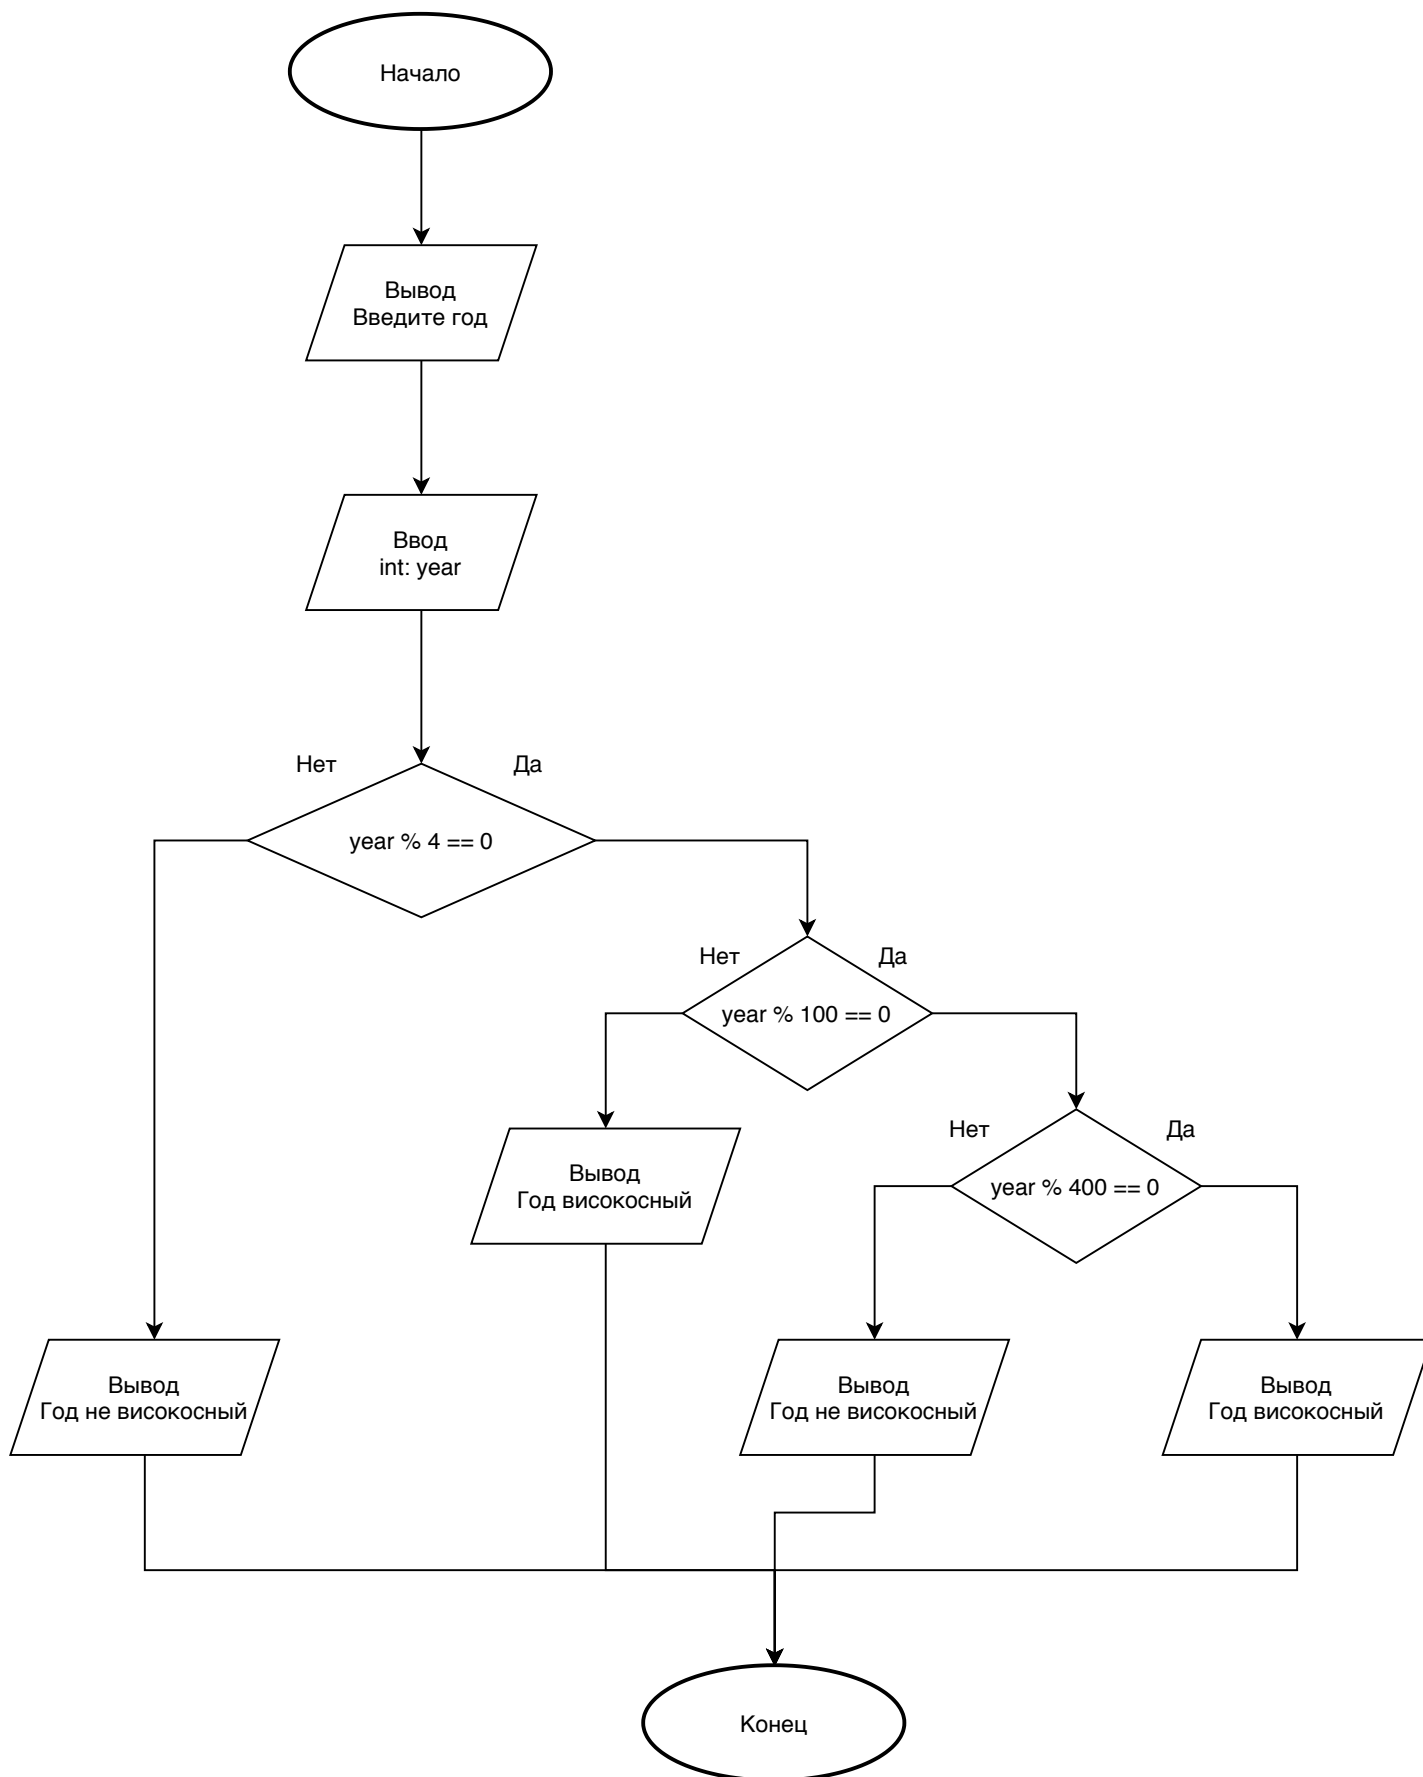 Начало
Вывод
Введите год
Ввод
int: year
Нет
Да
year % 4 == 0
Нет
Да
year % 100 == 0
Нет
Да
Вывод
Год високосный
year % 400 == 0
Вывод
Год не високосный
Вывод
Год не високосный
Вывод
Год високосный
Конец